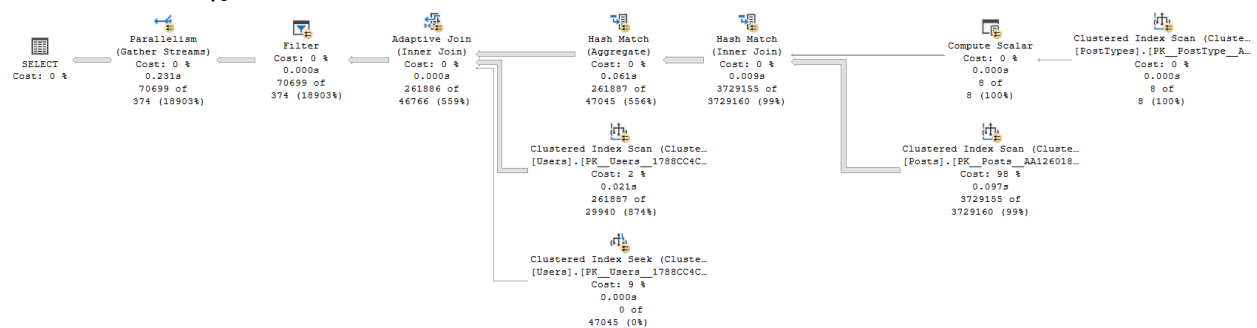 SELECT
Cost: 0 %
Parallelism
(Gather Streams)
Cost: 0 %
0.231s
70699 of
374 (18903%)
Filter
Cost: 0 %
0.000s
70699 of
374 (18903%)
Adaptive Join
(Inner Join)
Cost: 0 %
0.000s
261886 of
46766 (559%)
Hash Match
(Aggregate)
Cost: 0 %
0.061s
261887 of
47045 (556%)
Hash Match
(Inner Join)
Cost: 0 %
0.009s
3729155 of
3729160 (99%)
Compute Scalar
Cost: 0 %
0.000s
8 of
8 (100%)
Clustered Index Scan (Cluste…
[PostTypes].[PK__PostType__A…
Cost: 0 %
0.000s
8 of
8 (100%)
Clustered Index Scan (Cluste…
[Users].[PK__Users__1788CC4C…
Cost: 2 %
0.021s
261887 of
29940 (874%)
Clustered Index Scan (Cluste…
[Posts].[PK__Posts__AA126018…
Cost: 98 %
0.097s
3729155 of
3729160 (99%)
Clustered Index Seek (Cluste…
[Users].[PK__Users__1788CC4C…
Cost: 9 %
0.000s
0 of
47045 (0%)